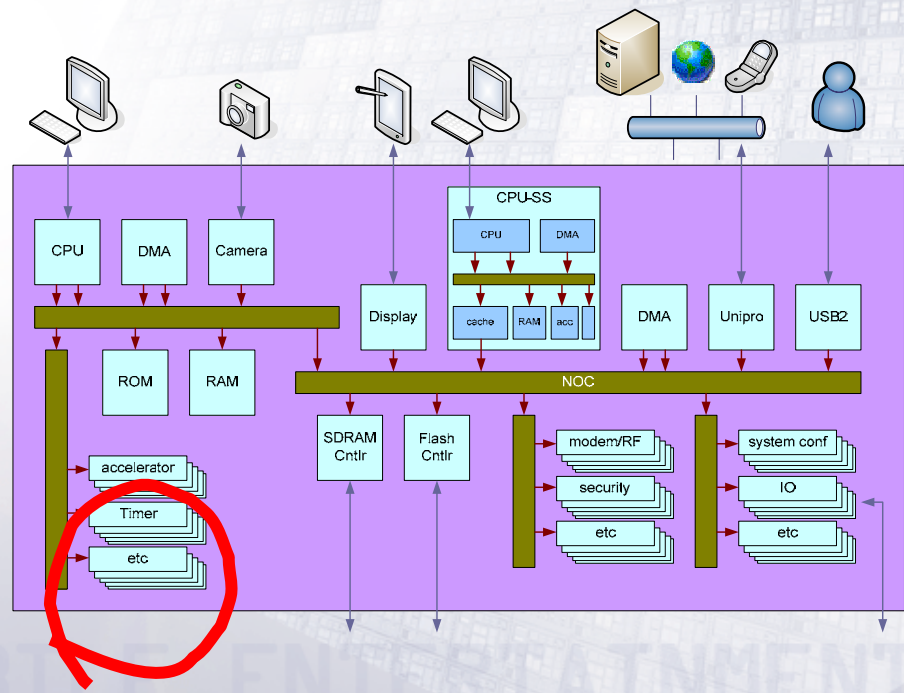 CPU-SS
CPU
DMA
cache
RAM
acc
CPU
DMA
Camera
Display
DMA
Unipro
USB2
ROM
RAM
NOC
SDRAM
Cntlr
Flash
Cntlr
accelerator
Timer
etc
modem/RF
security
etc
system conf
IO
etc